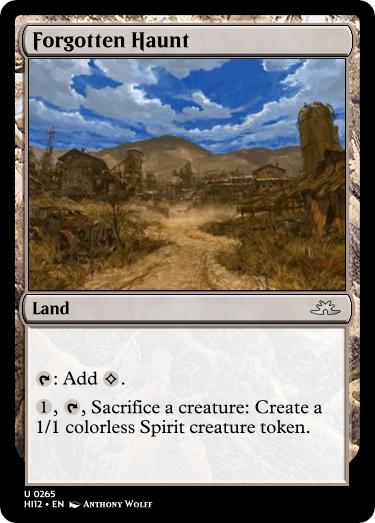 Forgotten Haunt
Land
: Add .
1, , Sacrifice a creature: Create a
1/1 colorless Spirit creature token.
U 0265
HI12 • EN Anthony Wolff